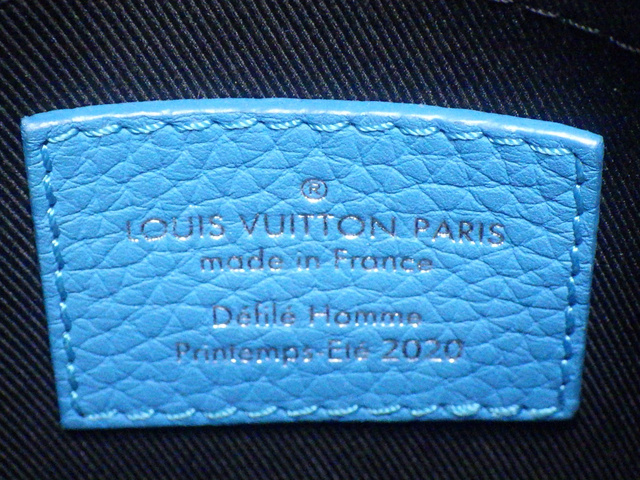 ®
LOUIS VUITTON PARIS
made in France
Défilé Homme
Printemps-Eté 2020